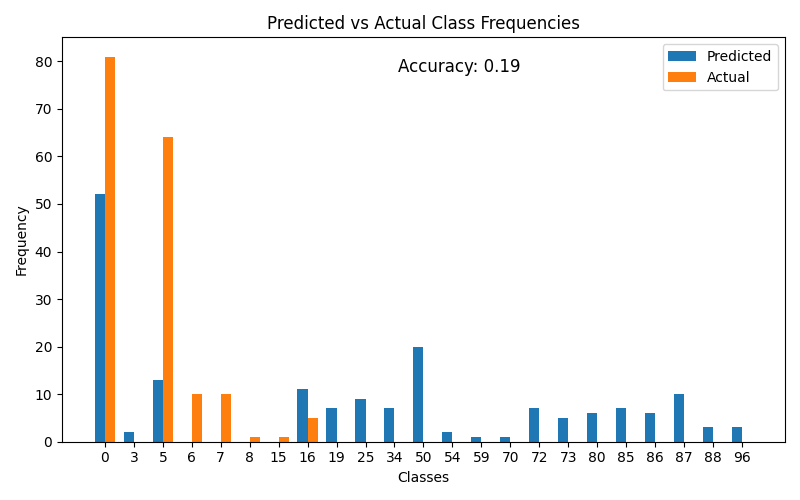 Predicted vs Actual Class Frequencies
Accuracy: 0.19
Predicted
Actual
80
70
60
50
40
30
20
10
0
Frequency
0 3 5 6 7 8 15 16 19 25 34 50 54 59 70 72 73 80 85 86 87 88 96
Classes